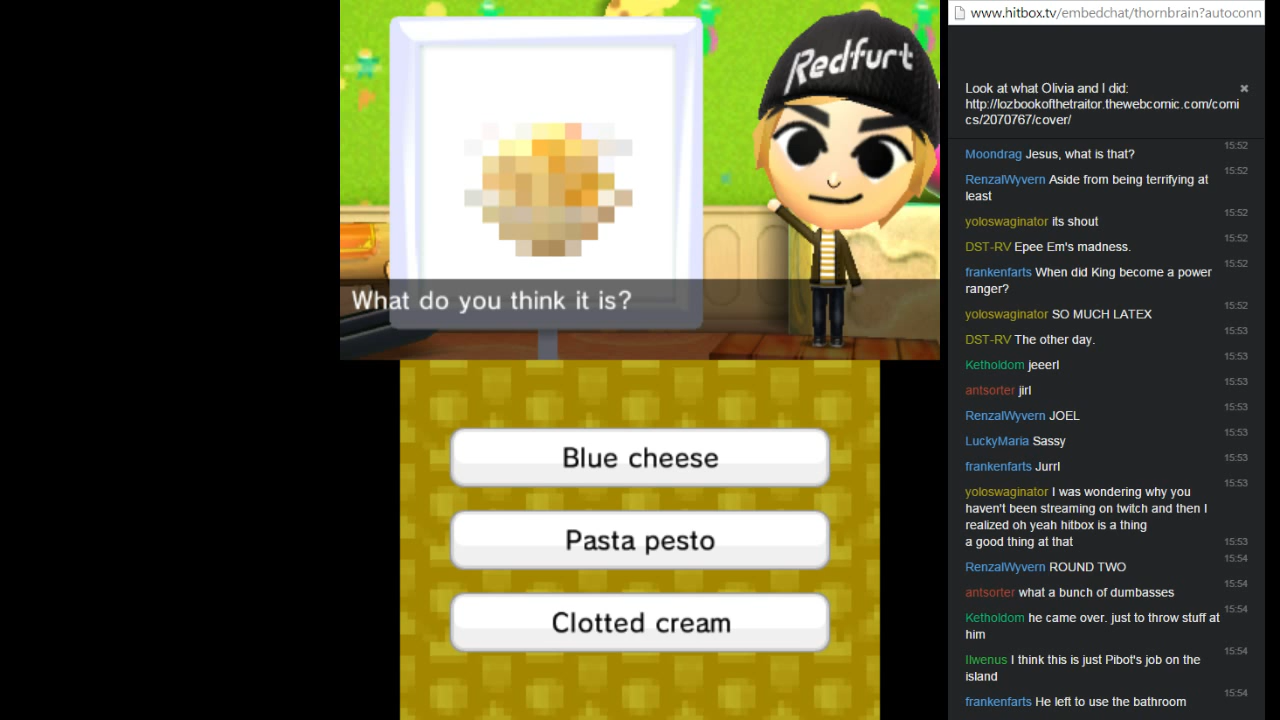 Redfurt
What do you think it is?
Blue cheese
Pasta pesto
Clotted cream
www.hitbox.tv/embedchat/thornbrain?autoconn
Look at what Olivia and I did:
http://lozbookofthetraitor.thewebcomic.com/comi
cs/2070767/cover/
Moondrag Jesus, what is that? 15:52
RenzalWyvern Aside from being terrifying at 15:52
least
yoloswaginator its shout 15:52
DST-RV Epee Em's madness. 15:52
frankenfarts When did King become a power 15:52
ranger?
yoloswaginator SO MUCH LATEX 15:52
DST-RV The other day. 15:53
Ketholdom jeeerl 15:53
antsorter jirl 15:53
RenzalWyvern JOEL 15:53
LuckyMaria Sassy 15:53
frankenfarts Jurrl 15:53
yoloswaginator I was wondering why you 15:53
haven't been streaming on twitch and then I
realized oh yeah hitbox is a thing
a good thing at that 15:53
RenzalWyvern ROUND TWO 15:54
antsorter what a bunch of dumbasses 15:54
Ketholdom he came over. just to throw stuff at 15:54
him
Ilwenus I think this is just Pibot's job on the 15:54
island
frankenfarts He left to use the bathroom 15:54